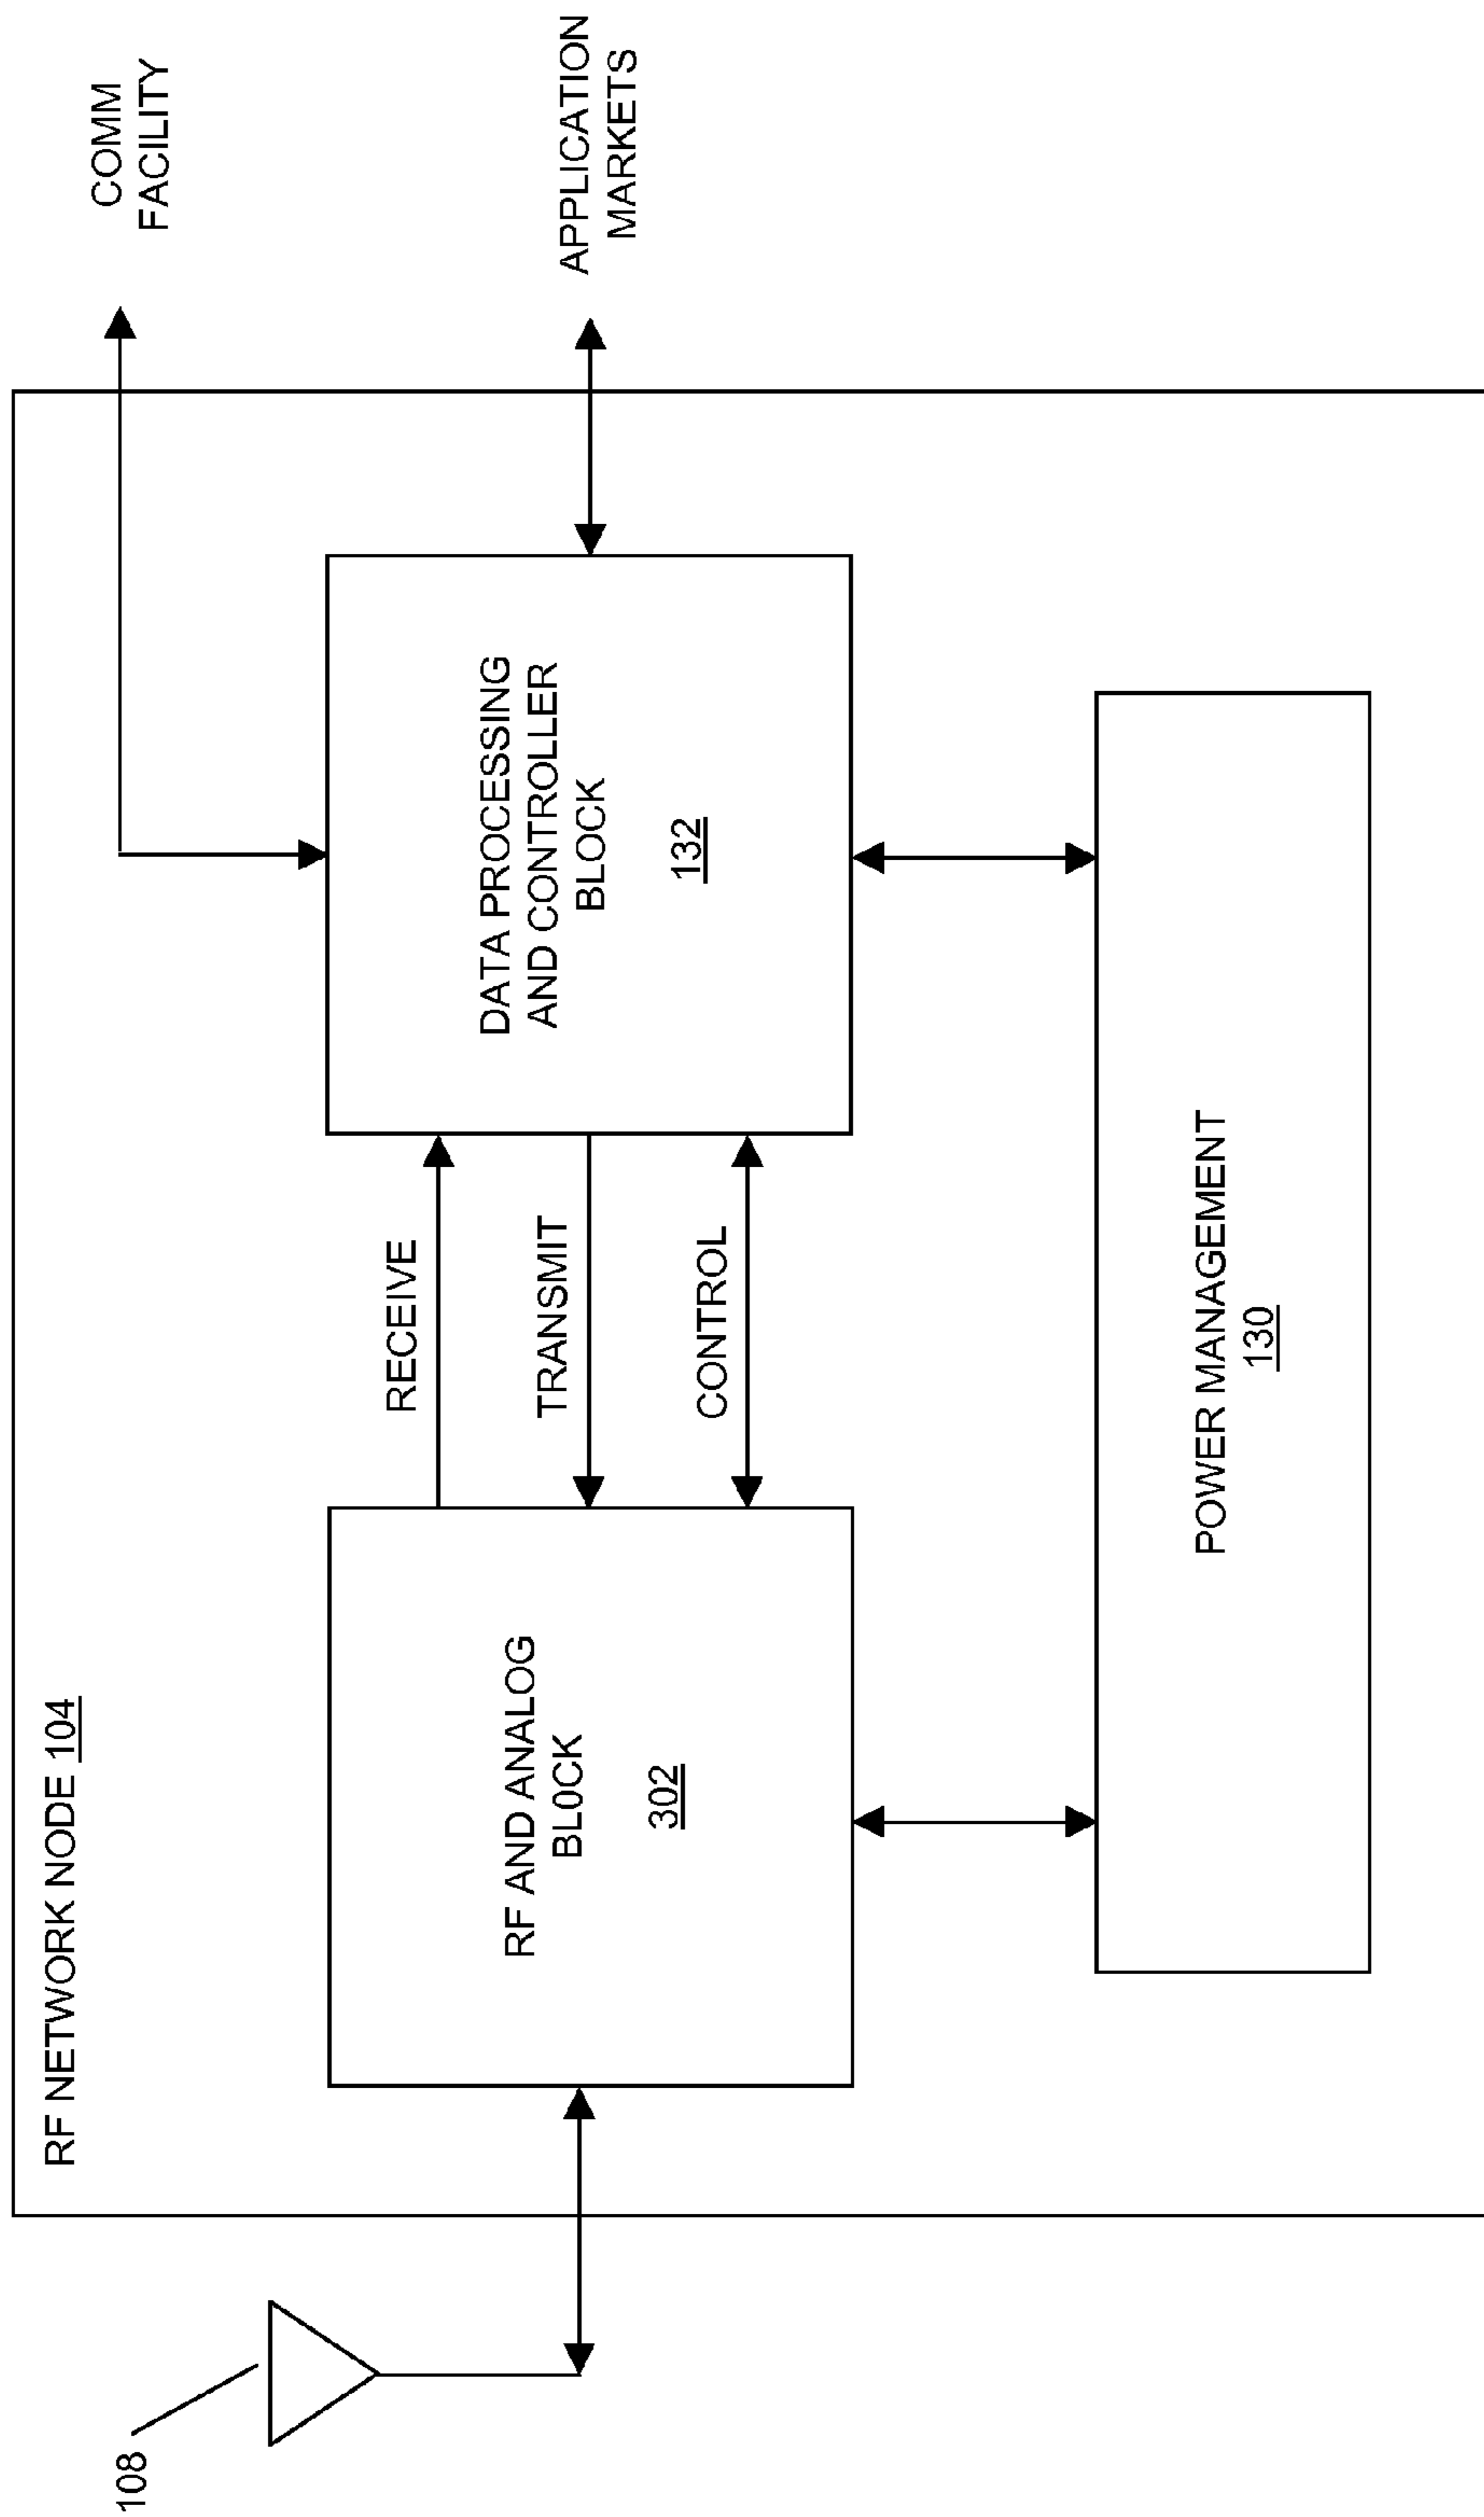 RF NETWORK NODE 104
COMM
FACILITY
108
RECEIVE
DATA PROCESSING
AND CONTROLLER
BLOCK
132
RF AND ANALOG
BLOCK
302
TRANSMIT
APPLICATION
MARKETS
CONTROL
POWER MANAGEMENT
130